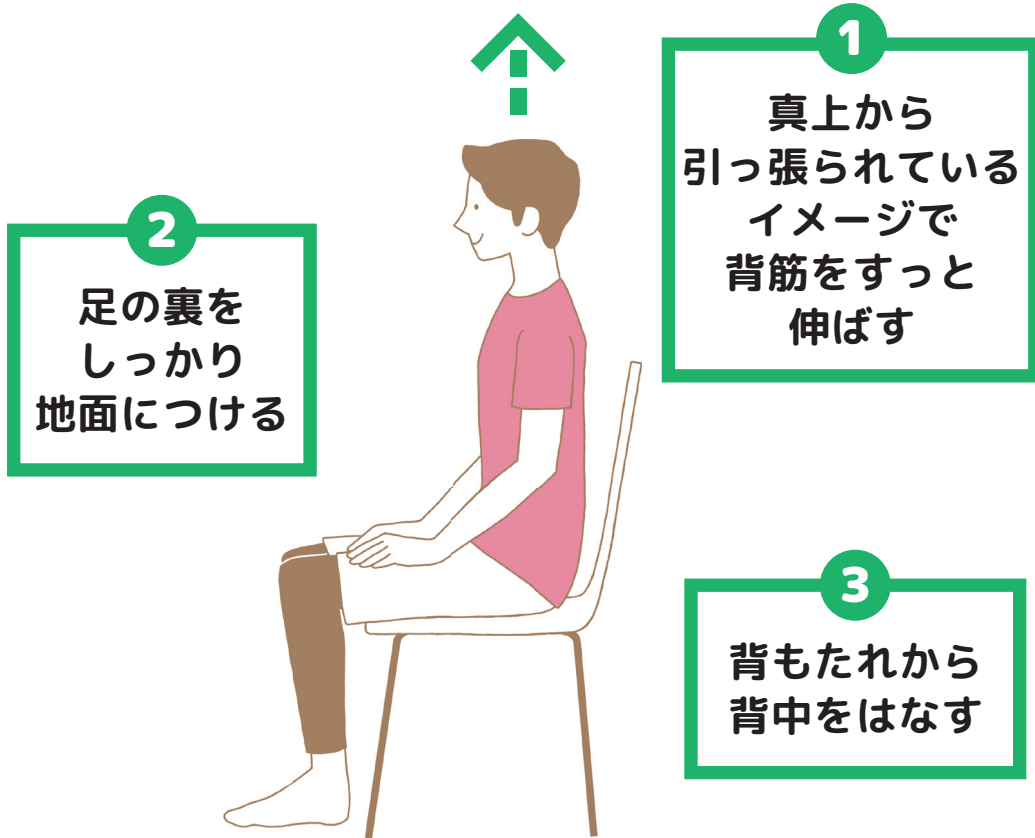 1
真上から
引っ張られている
イメージで
背筋をすっと
伸ばす
2
足の裏を
しっかり
地面につける
3
背もたれから
背中をはなす